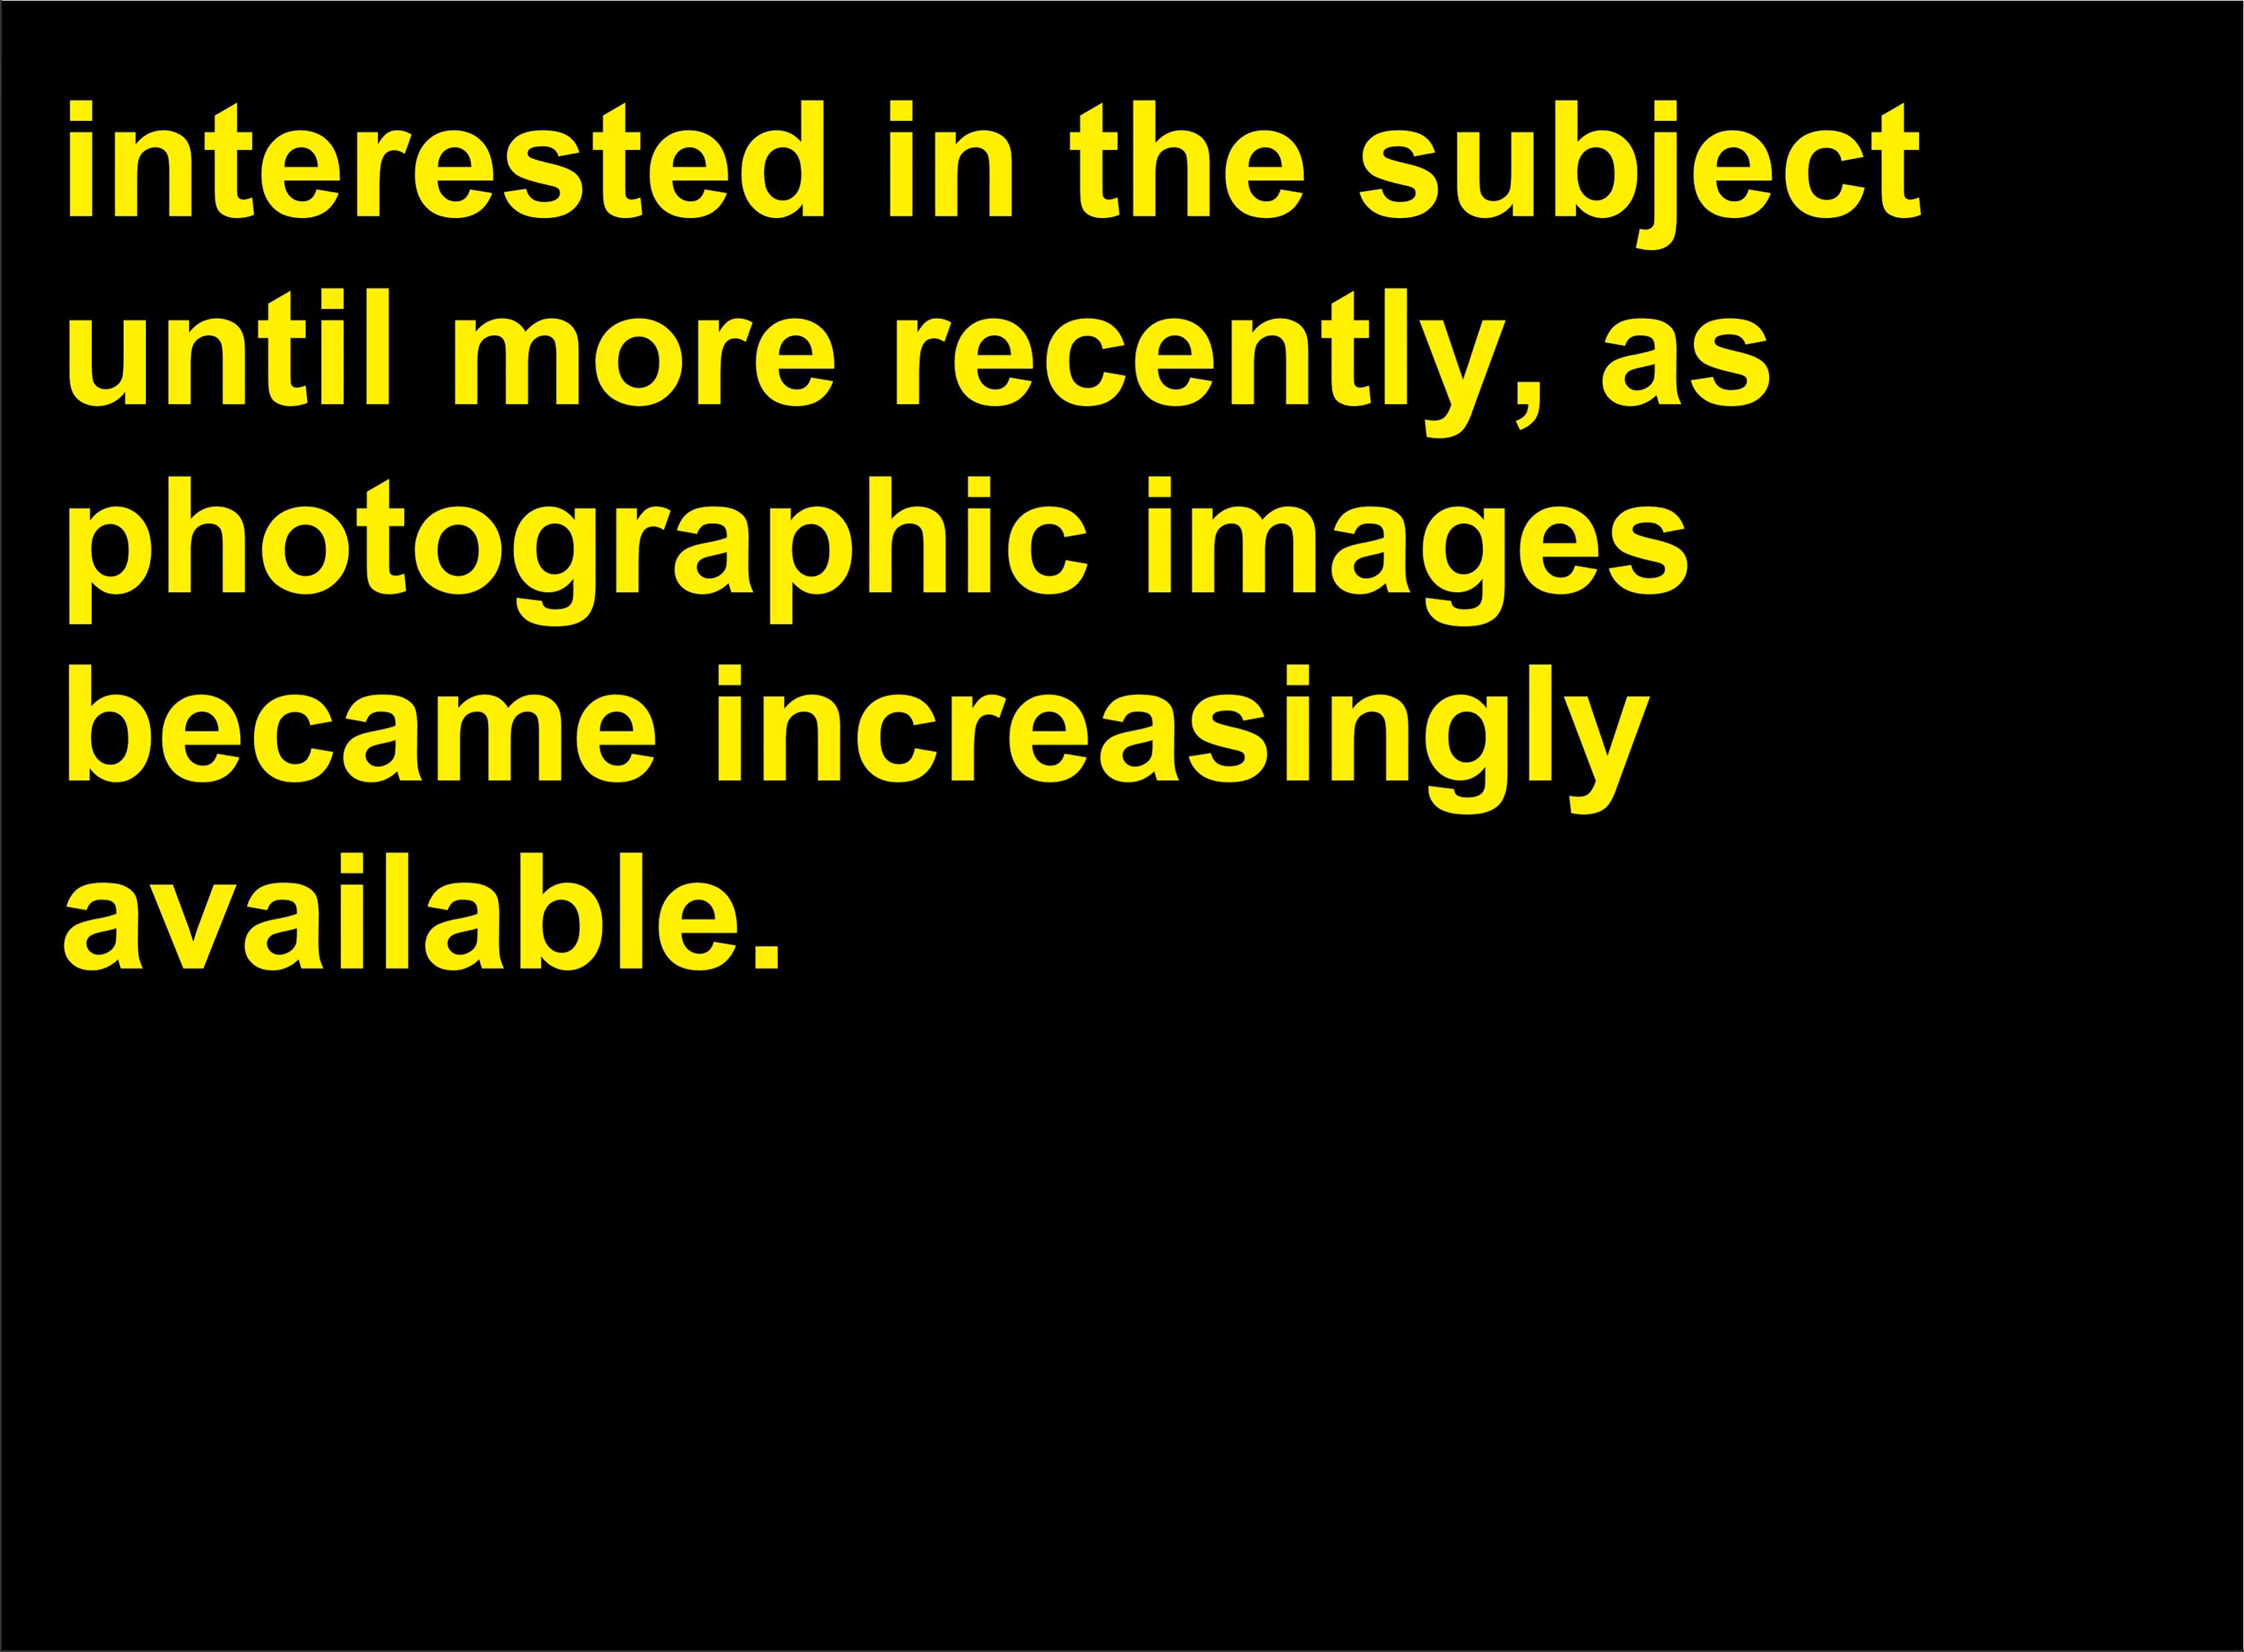 interested in the subject
until more recently, as
photographic images
became increasingly
available.